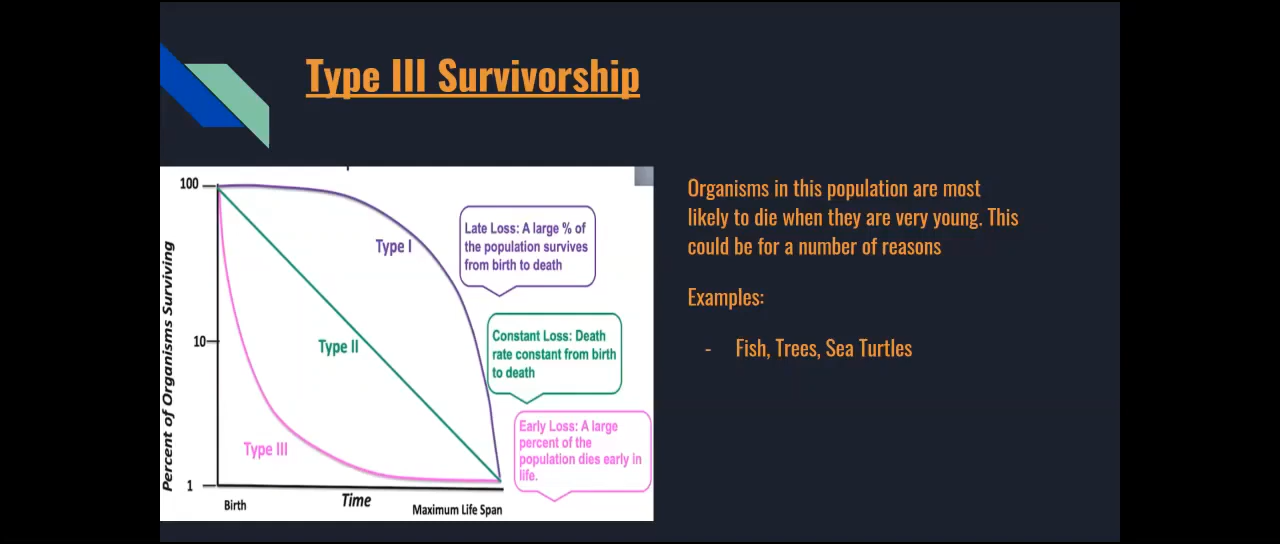 Type III Survivorship
100
10
1
Percent of Organisms Surviving
Type I
Type II
Type III
Late Loss: A large % of
the population survives
from birth to death
Constant Loss: Death
rate constant from birth
to death
Early Loss: A large
percent of the
population dies early in
life.
Birth
Time
Maximum Life Span
Organisms in this population are most
likely to die when they are very young. This
could be for a number of reasons
Examples:
- Fish, Trees, Sea Turtles